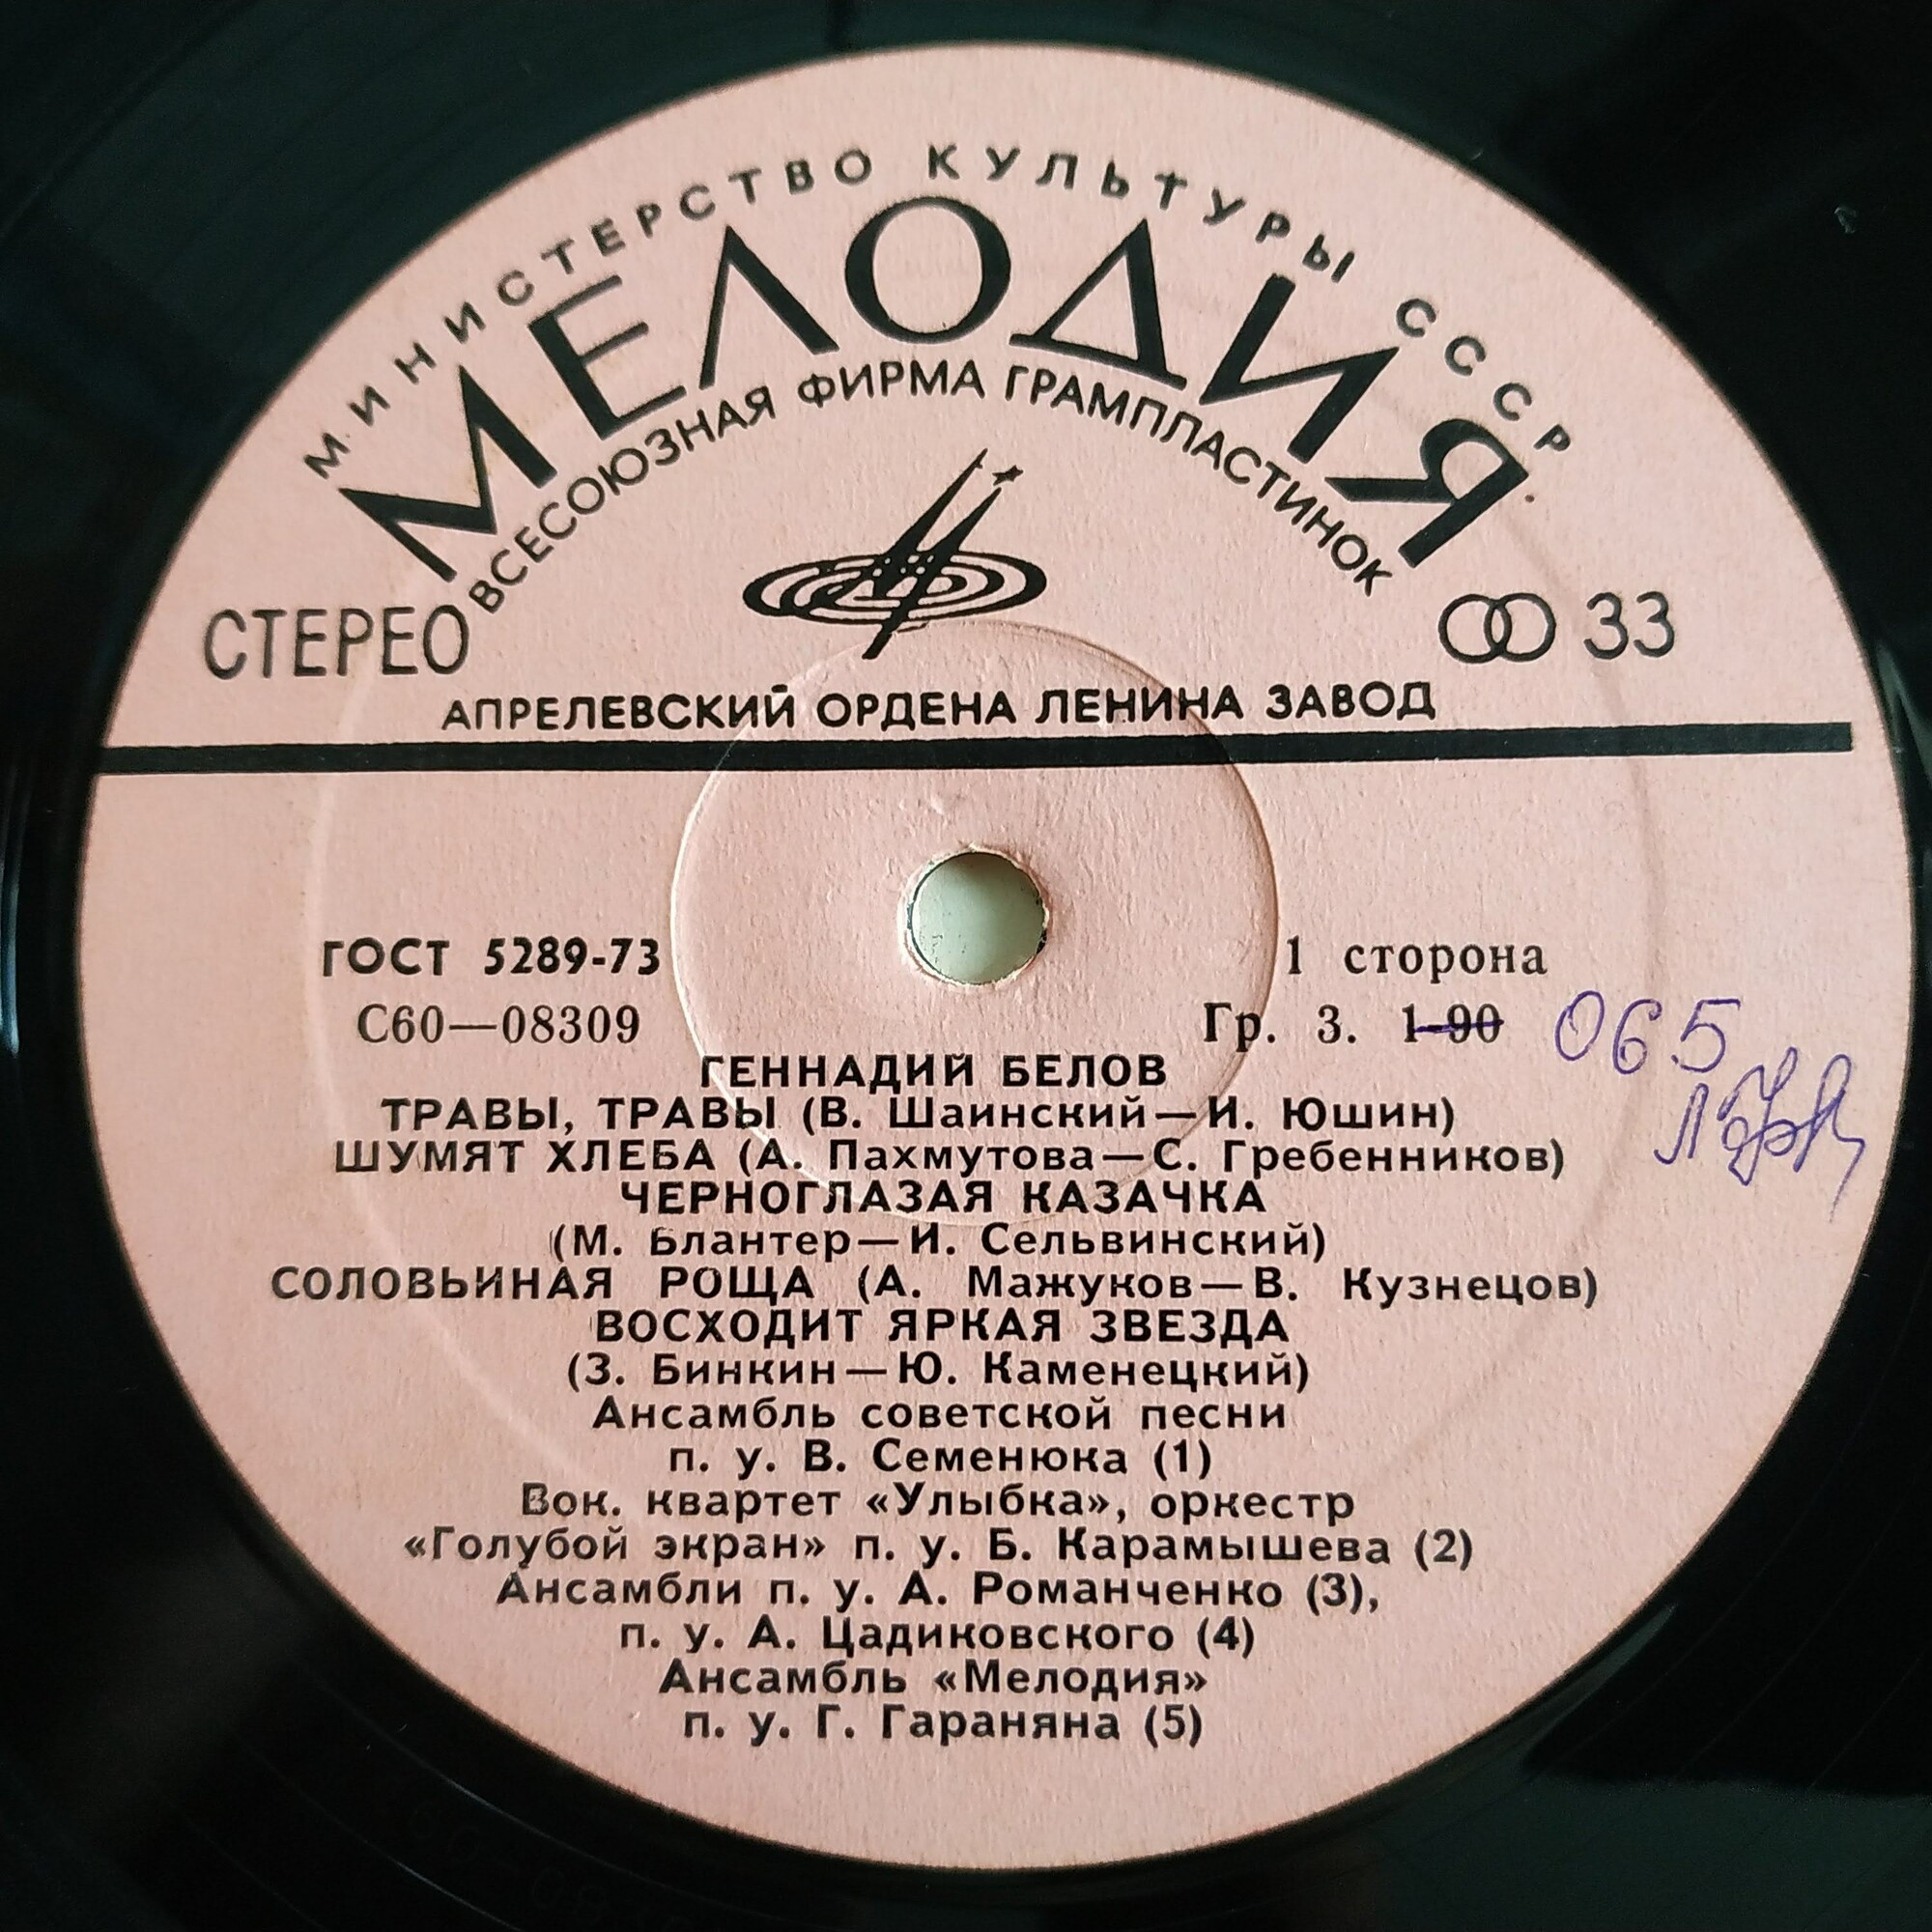 МИНИСТЕРСТВО КУЛЬТУРЫ СССР
МЕЛОДИЯ
ВСЕСОЮЗНАЯ ФИРМА ГРАМПЛАСТИНОК
СТЕРЕО
33
АПРЕЛЕВСКИЙ ОРДЕНА ЛЕНИНА ЗАВОД
ГОСТ 5289-73
1 сторона
С60—08309
Гр. 3. 1-90 065
ГЕННАДИЙ БЕЛОВ
ТРАВЫ, ТРАВЫ (В. Шаинский—И. Юшин)
ШУМЯТ ХЛЕБА (А. Пахмутова—С. Гребенников)
ЧЕРНОГЛАЗАЯ КАЗАЧКА
(М. Блантер—И. Сельвинский)
СОЛОВЬИНАЯ РОЩА (А. Мажуков—В. Кузнецов)
ВОСХОДИТ ЯРКАЯ ЗВЕЗДА
(З. Бинкин—Ю. Каменецкий)
Ансамбль советской песни
п. у. В. Семенюка (1)
Вок. квартет «Улыбка», оркестр
«Голубой экран» п. у. Б. Карамышева (2)
Ансамбли п. у. А. Романченко (3),
п. у. А. Цадиковского (4)
Ансамбль «Мелодия»
п. у. Г. Гараняна (5)